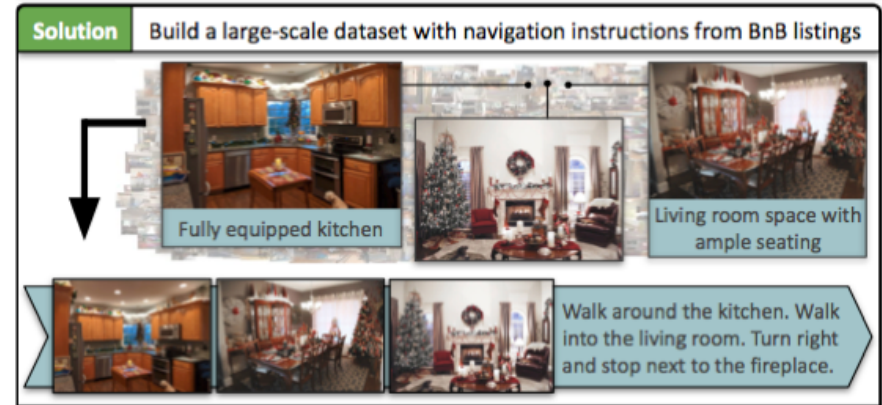 Solution
Build a large-scale dataset with navigation instructions from BnB listings
Fully equipped kitchen
Living room space with
ample seating
Walk around the kitchen. Walk
into the living room. Turn right
and stop next to the fireplace.